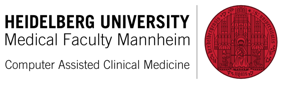 HEIDELBERG UNIVERSITY
Medical Faculty Mannheim
Computer Assisted Clinical Medicine